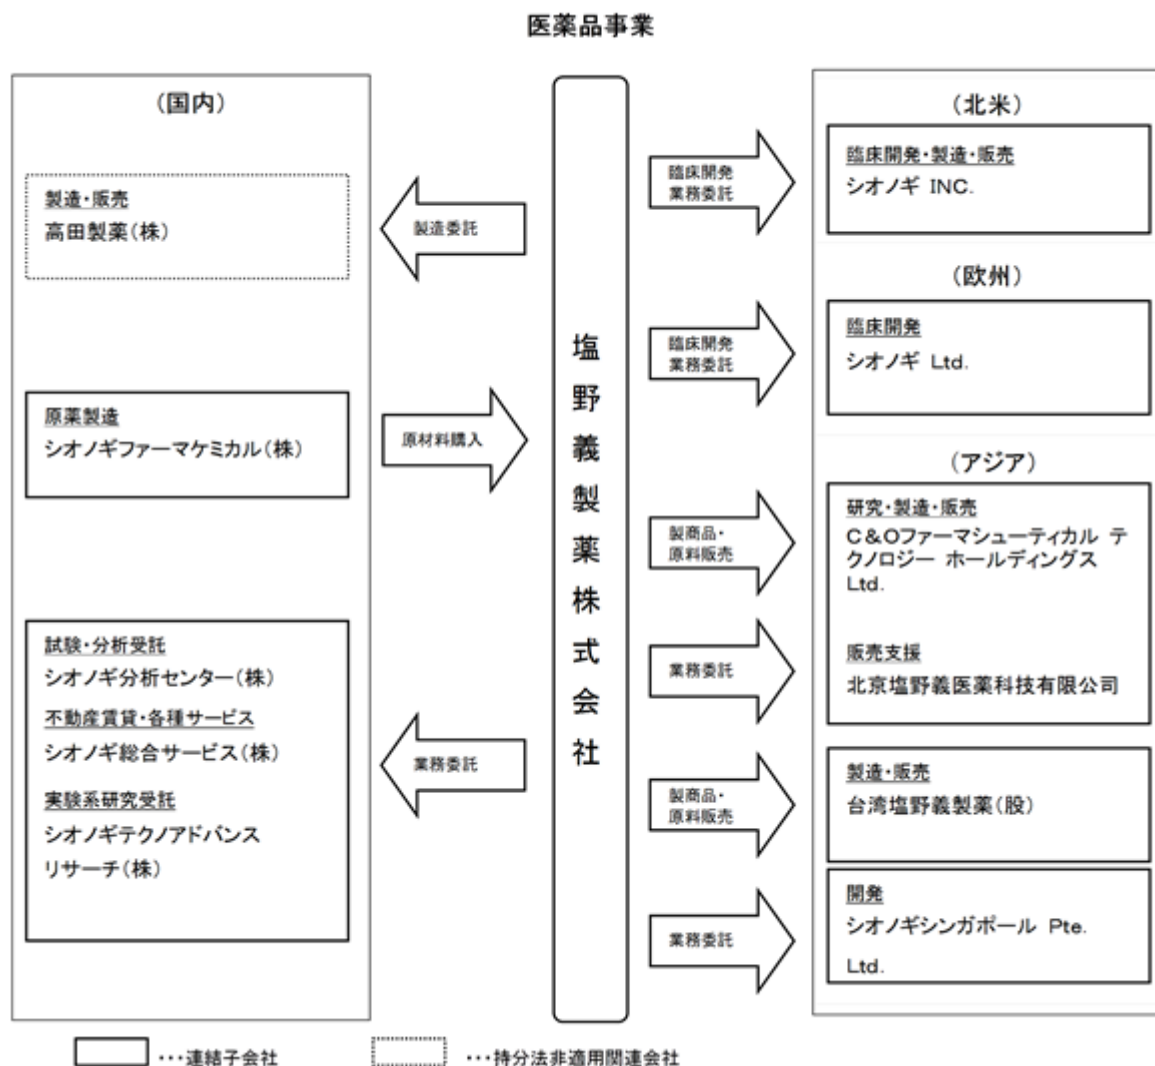 医薬品事業
（国内）
製造・販売
高田製薬（株）
製造委託
原薬製造
シオノギファーマケミカル（株）
原材料購入
試験・分析受託
シオノギ分析センター（株）
不動産賃貸・各種サービス
シオノギ総合サービス（株）
実験系研究受託
シオノギテクノアドバンス
リサーチ（株）
業務委託
塩野義製薬株式会社
臨床開発
業務委託
臨床開発
業務委託
製商品・
原料販売
業務委託
製商品・
原料販売
業務委託
（北米）
臨床開発・製造・販売
シオノギ INC.
（欧州）
臨床開発
シオノギ Ltd.
（アジア）
研究・製造・販売
C＆Oファーマシューティカル テ
クノロジー ホールディングス
Ltd.
販売支援
北京塩野義医薬科技有限公司
製造・販売
台湾塩野義製薬（股）
開発
シオノギシンガポール Pte.
Ltd.
・・・連結子会社
・・・持分法非適用関連会社